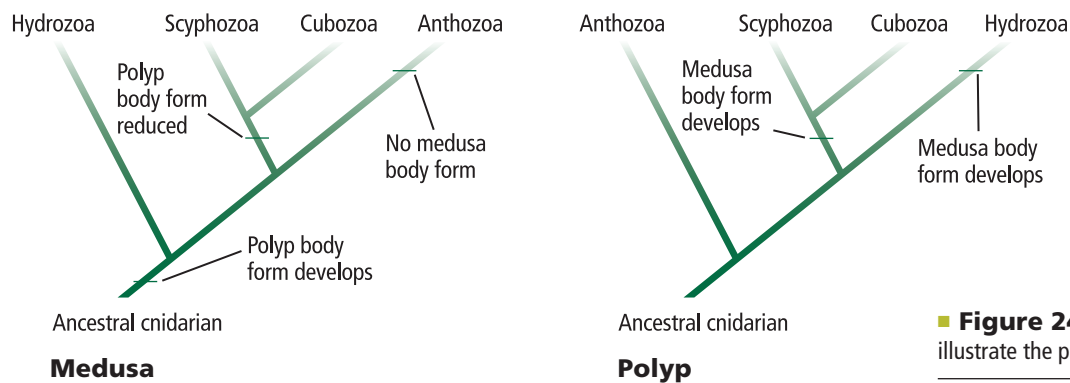 Hydrozoa Scyphozoa Cubozoa Anthozoa
Polyp
body form
reduced
No medusa
body form
Polyp body
form develops
Ancestral cnidarian
Medusa
Anthozoa Scyphozoa Cubozoa Hydrozoa
Medusa
body form
develops
Medusa body
form develops
Ancestral cnidarian
Polyp
Figure
illustrate the